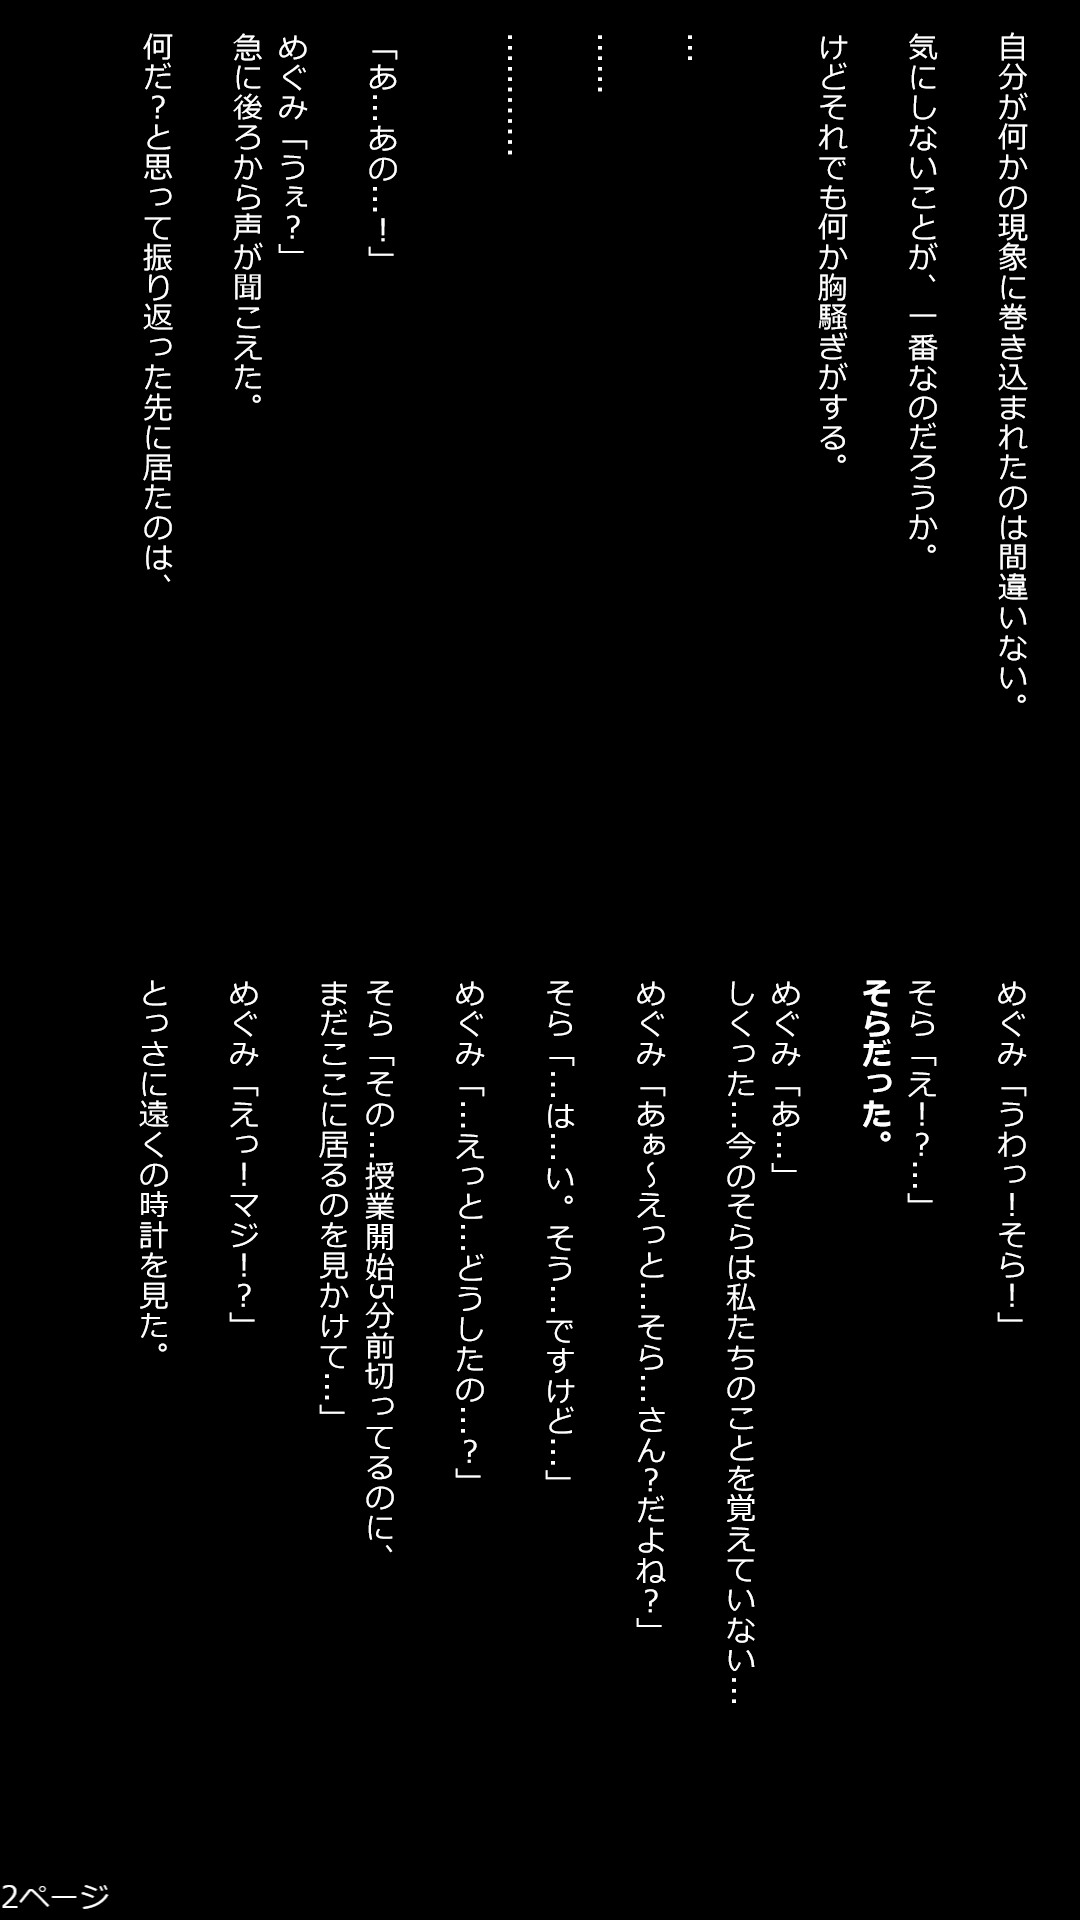 自分が何かの現象に巻き込まれたのは間違いない。
気にしないことが、一番なのだろうか。
けどそれでも何か胸騒ぎがする。
…
……
…………
「あ…あの…！」
めぐみ「うぇ？」
急に後ろから声が聞こえた。
何だ？と思って振り返った先に居たのは、
めぐみ「うわっ！そら！」
そら「え！？…」
そらだった。
めぐみ「あ…」
しくった…今のそらは私たちのことを覚えていない…
めぐみ「あぁ～えっと…そら…さん？だよね？」
そら「…は…い。そう…ですけど…」
めぐみ「…えっと…どうしたの…？」
そら「その…授業開始5分前切ってるのに、
まだここに居るのを見かけて…」
めぐみ「えっ！マジ！？」
とっさに遠くの時計を見た。
2ページ